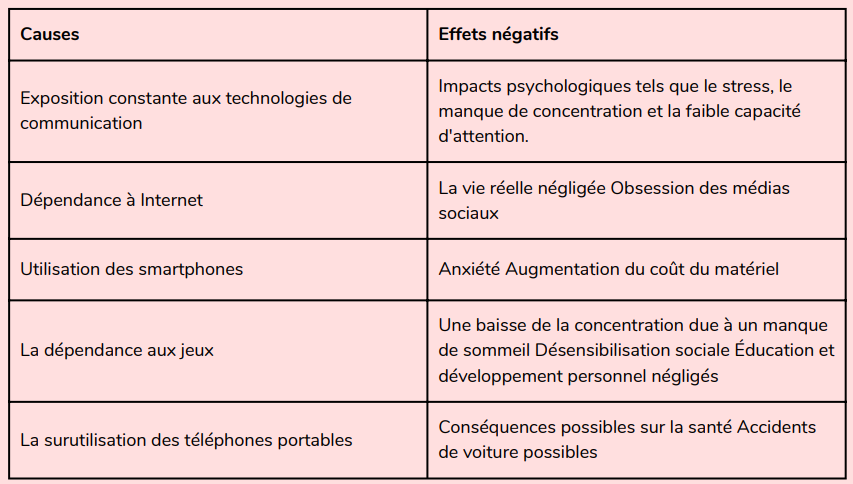 Causes
Effets négatifs
Exposition constante aux technologies de
communication
Impacts psychologiques tels que le stress, le
manque de concentration et la faible capacité
d'attention.
Dépendance à Internet
La vie réelle négligée Obsession des médias
sociaux
Utilisation des smartphones
Anxiété Augmentation du coût du matériel
La dépendance aux jeux
Une baisse de la concentration due à un manque
de sommeil Désensibilisation sociale Éducation et
développement personnel négligés
La surutilisation des téléphones portables
Conséquences possibles sur la santé Accidents
de voiture possibles